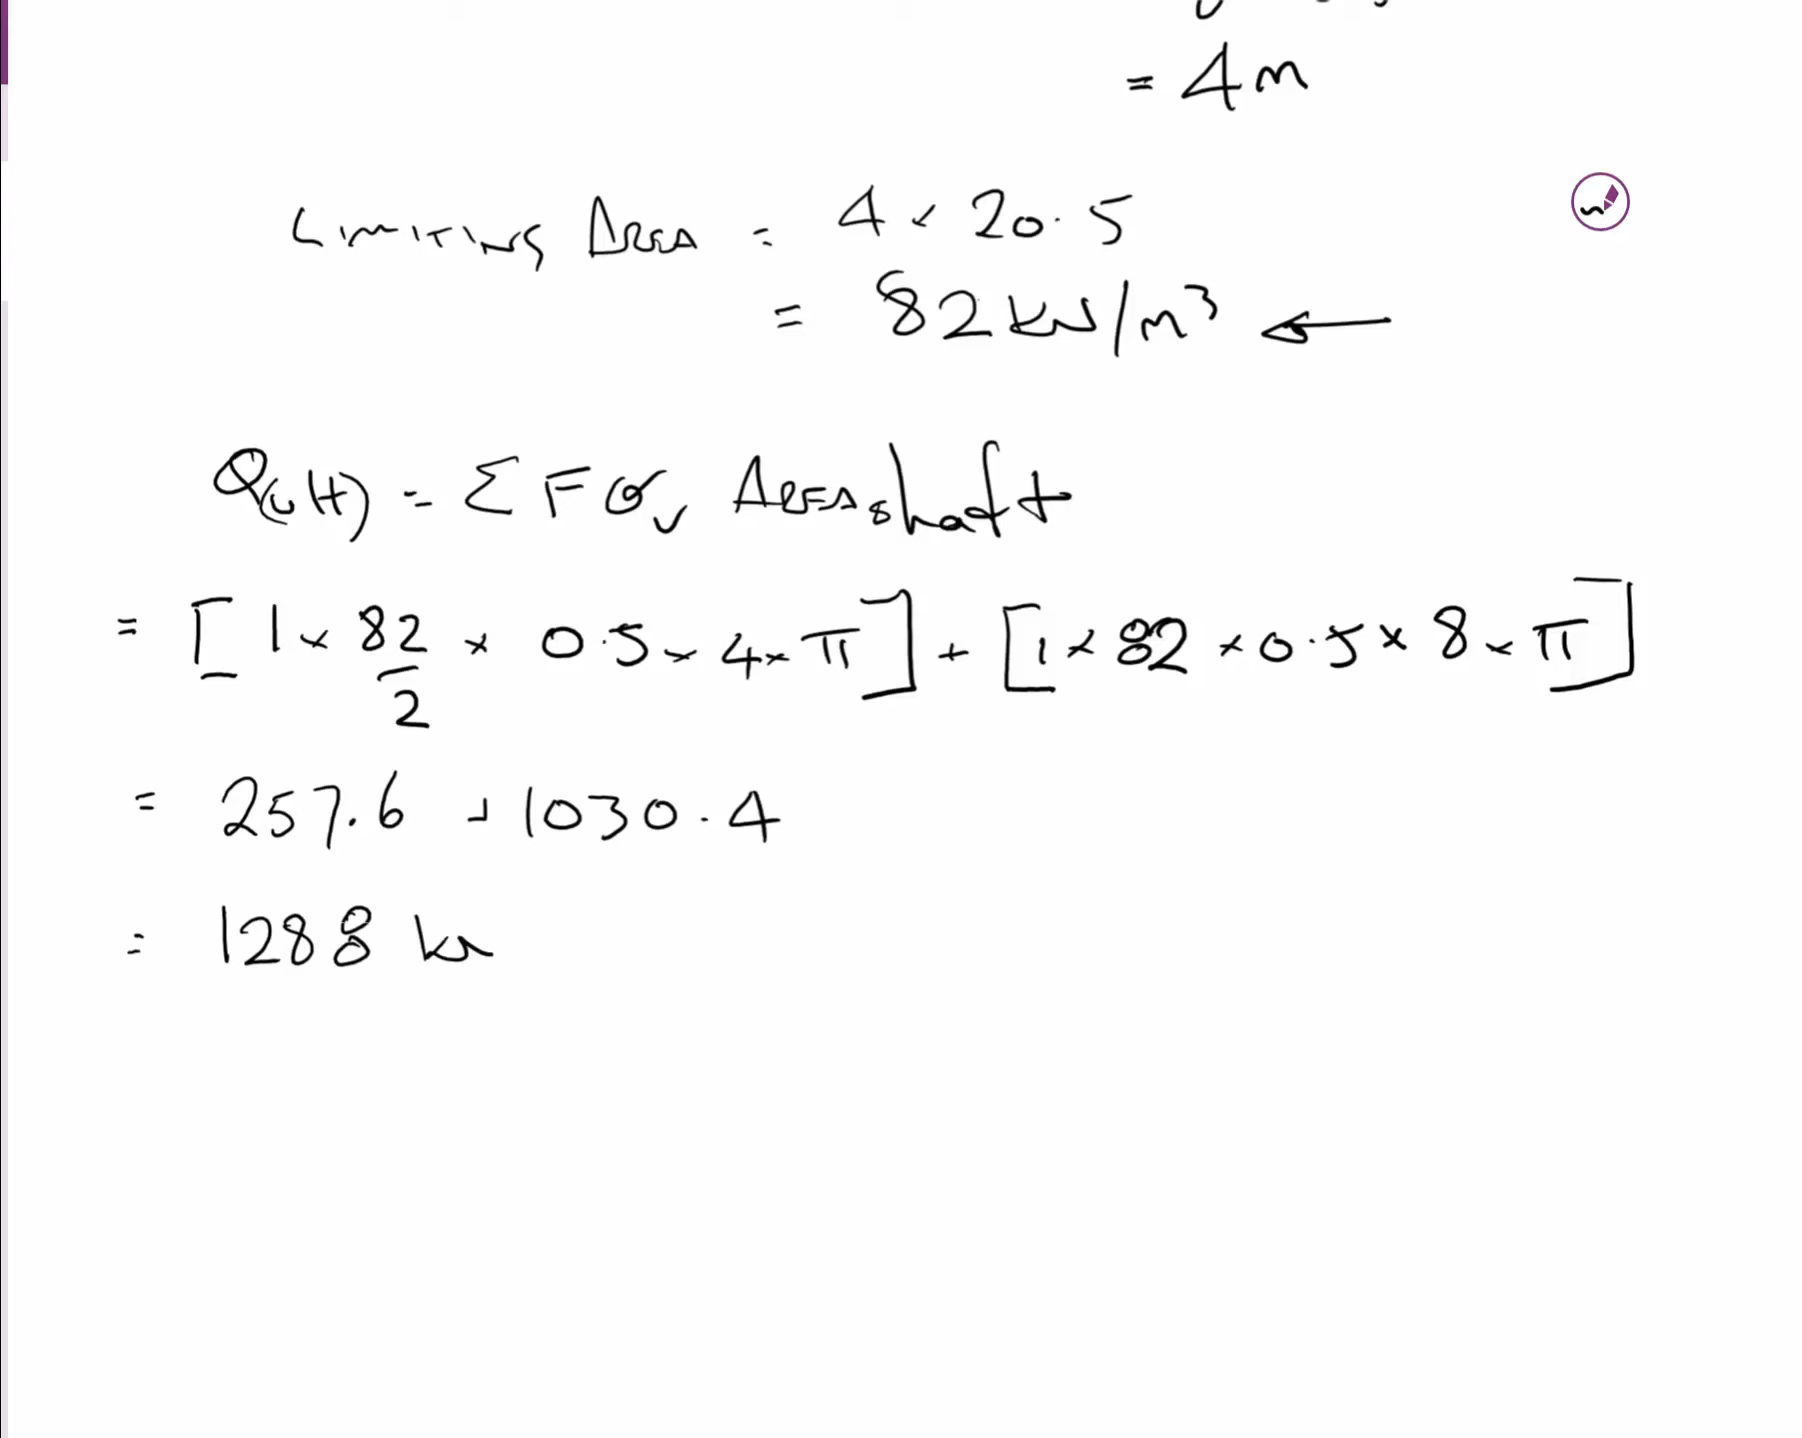 = 4m
LIMITING AREA = 4 × 20.5
= 82 kN/m³ ←
Q(ult) = Σ F σᵥ AREA shaft
= [1 × 82/2 × 0.5 × 4 × π] + [1 × 82 × 0.5 × 8 × π]
= 257.6 + 1030.4
= 1288 kn